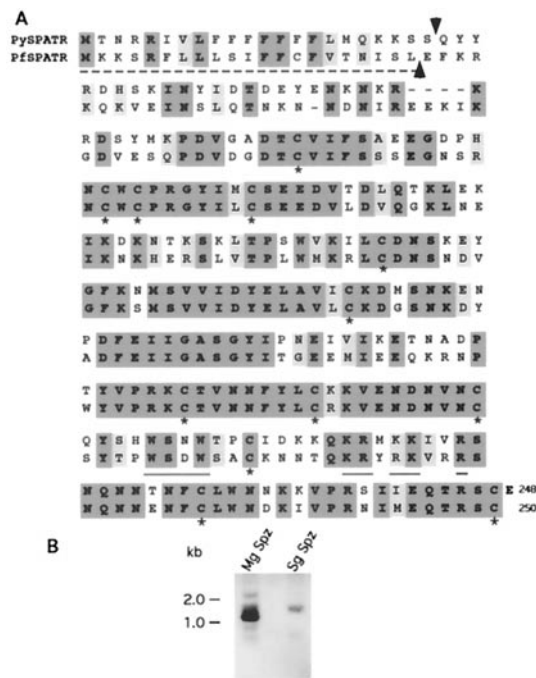 A
PySPATR M T N R R I V L F F F F F F F L M Q K K S S Q Y Y
PfSPATR M K K S R F L L L S I F F C F V T N I S L E F K R
R D H S K I N Y I D T D E Y E N K N K R - - - - K
K Q K V E I N S L Q T N K N - N D N I R E E K I K
R D S Y M K P D V G A D T C V I F S A E E G D P H
G D V E S Q P D V D G D T C V I F S S S E G N S R
N C W C P R G Y I M C S E E D V T D L Q T K L E K
N C W C P R G Y I L C S E E D V L D V Q G K L N E
I K D K N T K S K L T P S W V K I L C D N S K E Y
I K N K H E R S L V T P L W M K R L C D N S N D V
G F K N M S V V I D Y E L A V I C K D M S N K E N
G F K S M S V V I D Y E L A V L C K D G S N K D Y
P D F E I I G A S G Y I P N E I V I K E T N A D P
A D F E I I G A S G Y I T G E E M I E E Q K R N P
T Y V P R K C T V N N F Y L C R K V E N D N V N C
W Y V P R K C T V N N F Y L C R K V E N D N V N C
Q Y S H W S N W T P C I D K K Q K R M K K I V R S
S Y T P W S D W S A C K N N T Q K R Y R K V R R S
N Q N N T N F C L W N N K K V P R S I I E Q T R S C E 248
N Q N N E N F C L W N D K I V P R N I M E Q T R S C 250
B
Mg Spz Sg Spz
kb
2.0
1.0